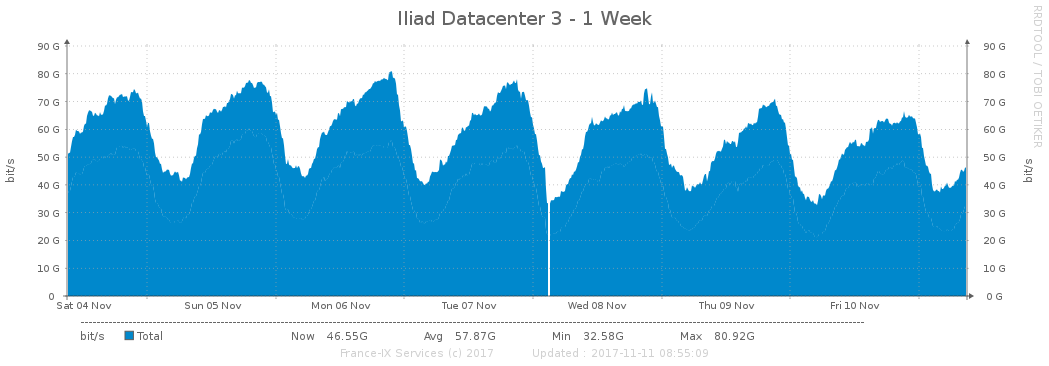 Iliad Datacenter 3 - 1 Week
RRDTOOL / TOBI OETIKER
90 G 90 G
80 G 80 G
70 G 70 G
60 G 60 G
50 G 50 G
40 G 40 G
30 G 30 G
20 G 20 G
10 G 10 G
0 0 G
bit/s
bit/s
Sat 04 Nov Sun 05 Nov Mon 06 Nov Tue 07 Nov Wed 08 Nov Thu 09 Nov Fri 10 Nov
bit/s Total Now 46.55G Avg 57.87G Min 32.58G Max 80.92G
France-IX Services (c) 2017 Updated : 2017-11-11 08:55:09